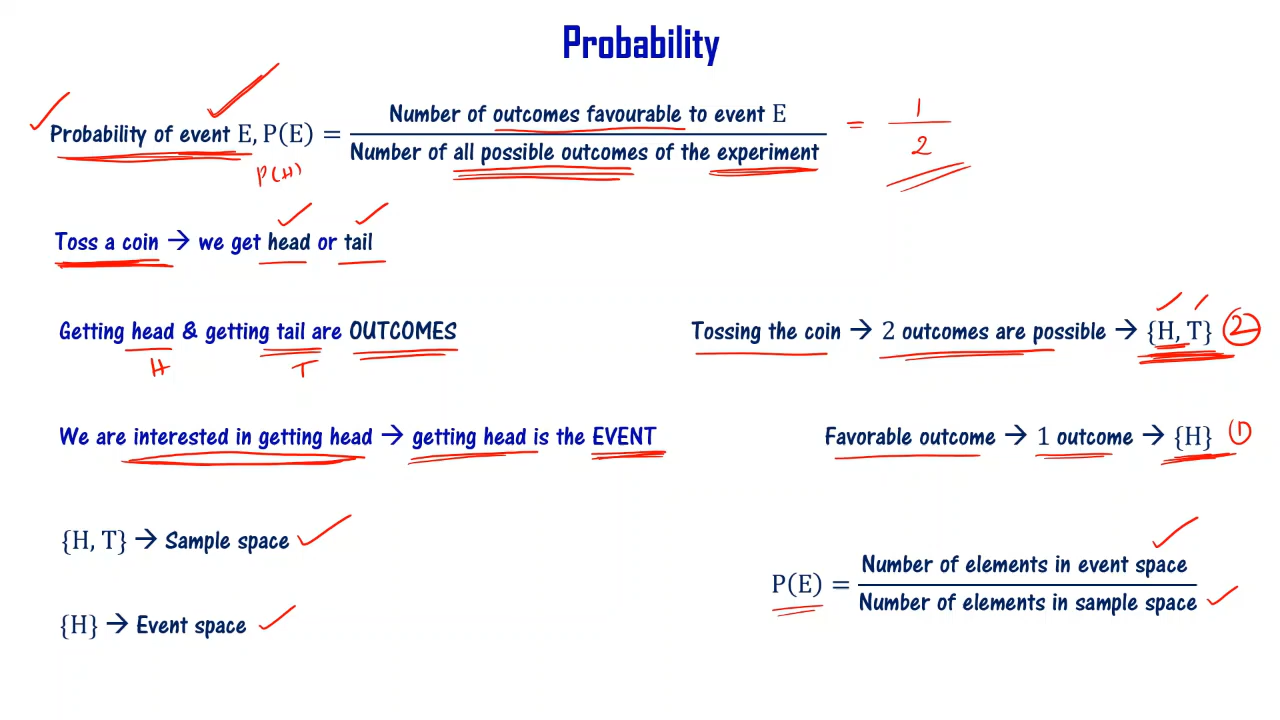 Probability
Probability of event E, P(E) = Number of outcomes favourable to event E = 1
Number of all possible outcomes of the experiment 2
P(H)
Toss a coin → we get head or tail
Getting head & getting tail are OUTCOMES
H T
Tossing the coin → 2 outcomes are possible → {H, T} 2
We are interested in getting head → getting head is the EVENT
Favorable outcome → 1 outcome → {H} 1
{H, T} → Sample space
{H} → Event space
P(E) = Number of elements in event space
Number of elements in sample space